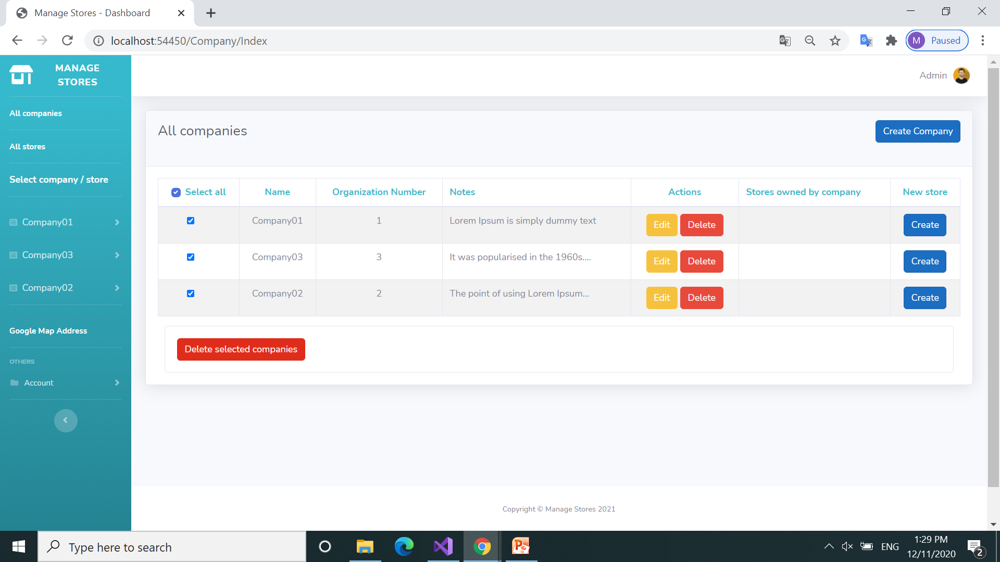 Manage Stores - Dashboard
localhost:54450/Company/Index
M Paused
MANAGE
STORES
Admin
All companies
All stores
Select company / store
Company01
Company03
Company02
Google Map Address
OTHERS
Account
All companies
Create Company
Select all Name Organization Number Notes Actions Stores owned by company New store
Company01 1 Lorem Ipsum is simply dummy text Edit Delete Create
Company03 3 It was popularised in the 1960s.... Edit Delete Create
Company02 2 The point of using Lorem Ipsum... Edit Delete Create
Delete selected companies
Copyright © Manage Stores 2021
Type here to search
ENG
1:29 PM
12/11/2020
2